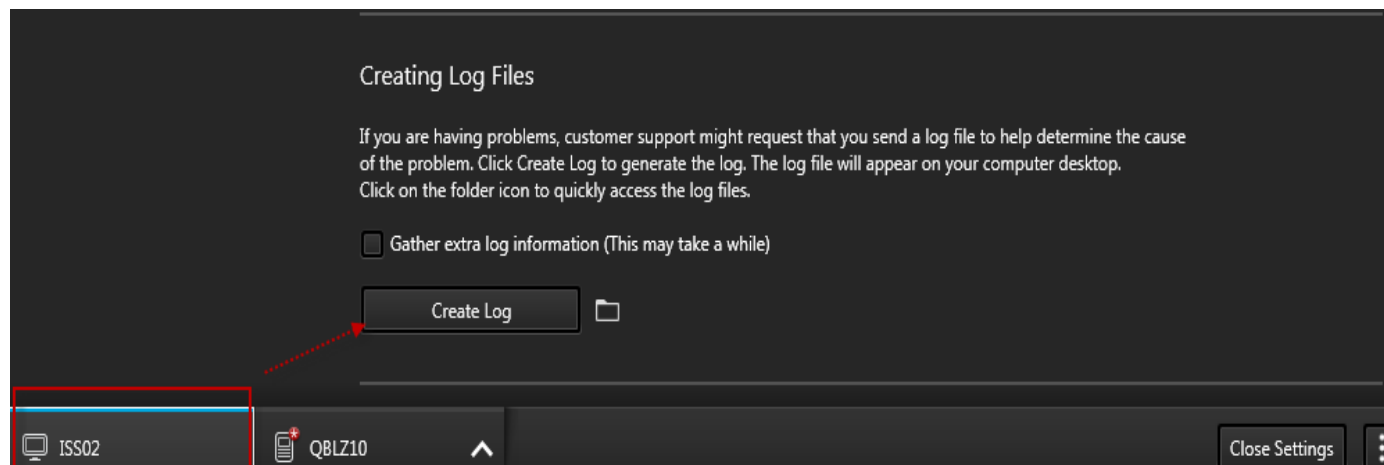 Creating Log Files
If you are having problems, customer support might request that you send a log file to help determine the cause
of the problem. Click Create Log to generate the log. The log file will appear on your computer desktop.
Click on the folder icon to quickly access the log files.
Gather extra log information (This may take a while)
Create Log
ISS02
QBLZ10
Close Settings